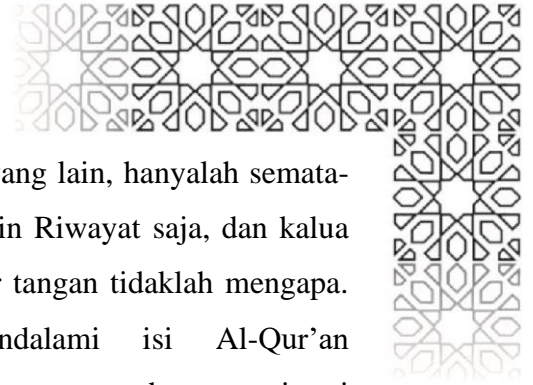 ang lain, hanyalah semata-
in Riwayat saja, dan kalua
tangan tidaklah mengapa.
ndalami isi Al-Qur'an